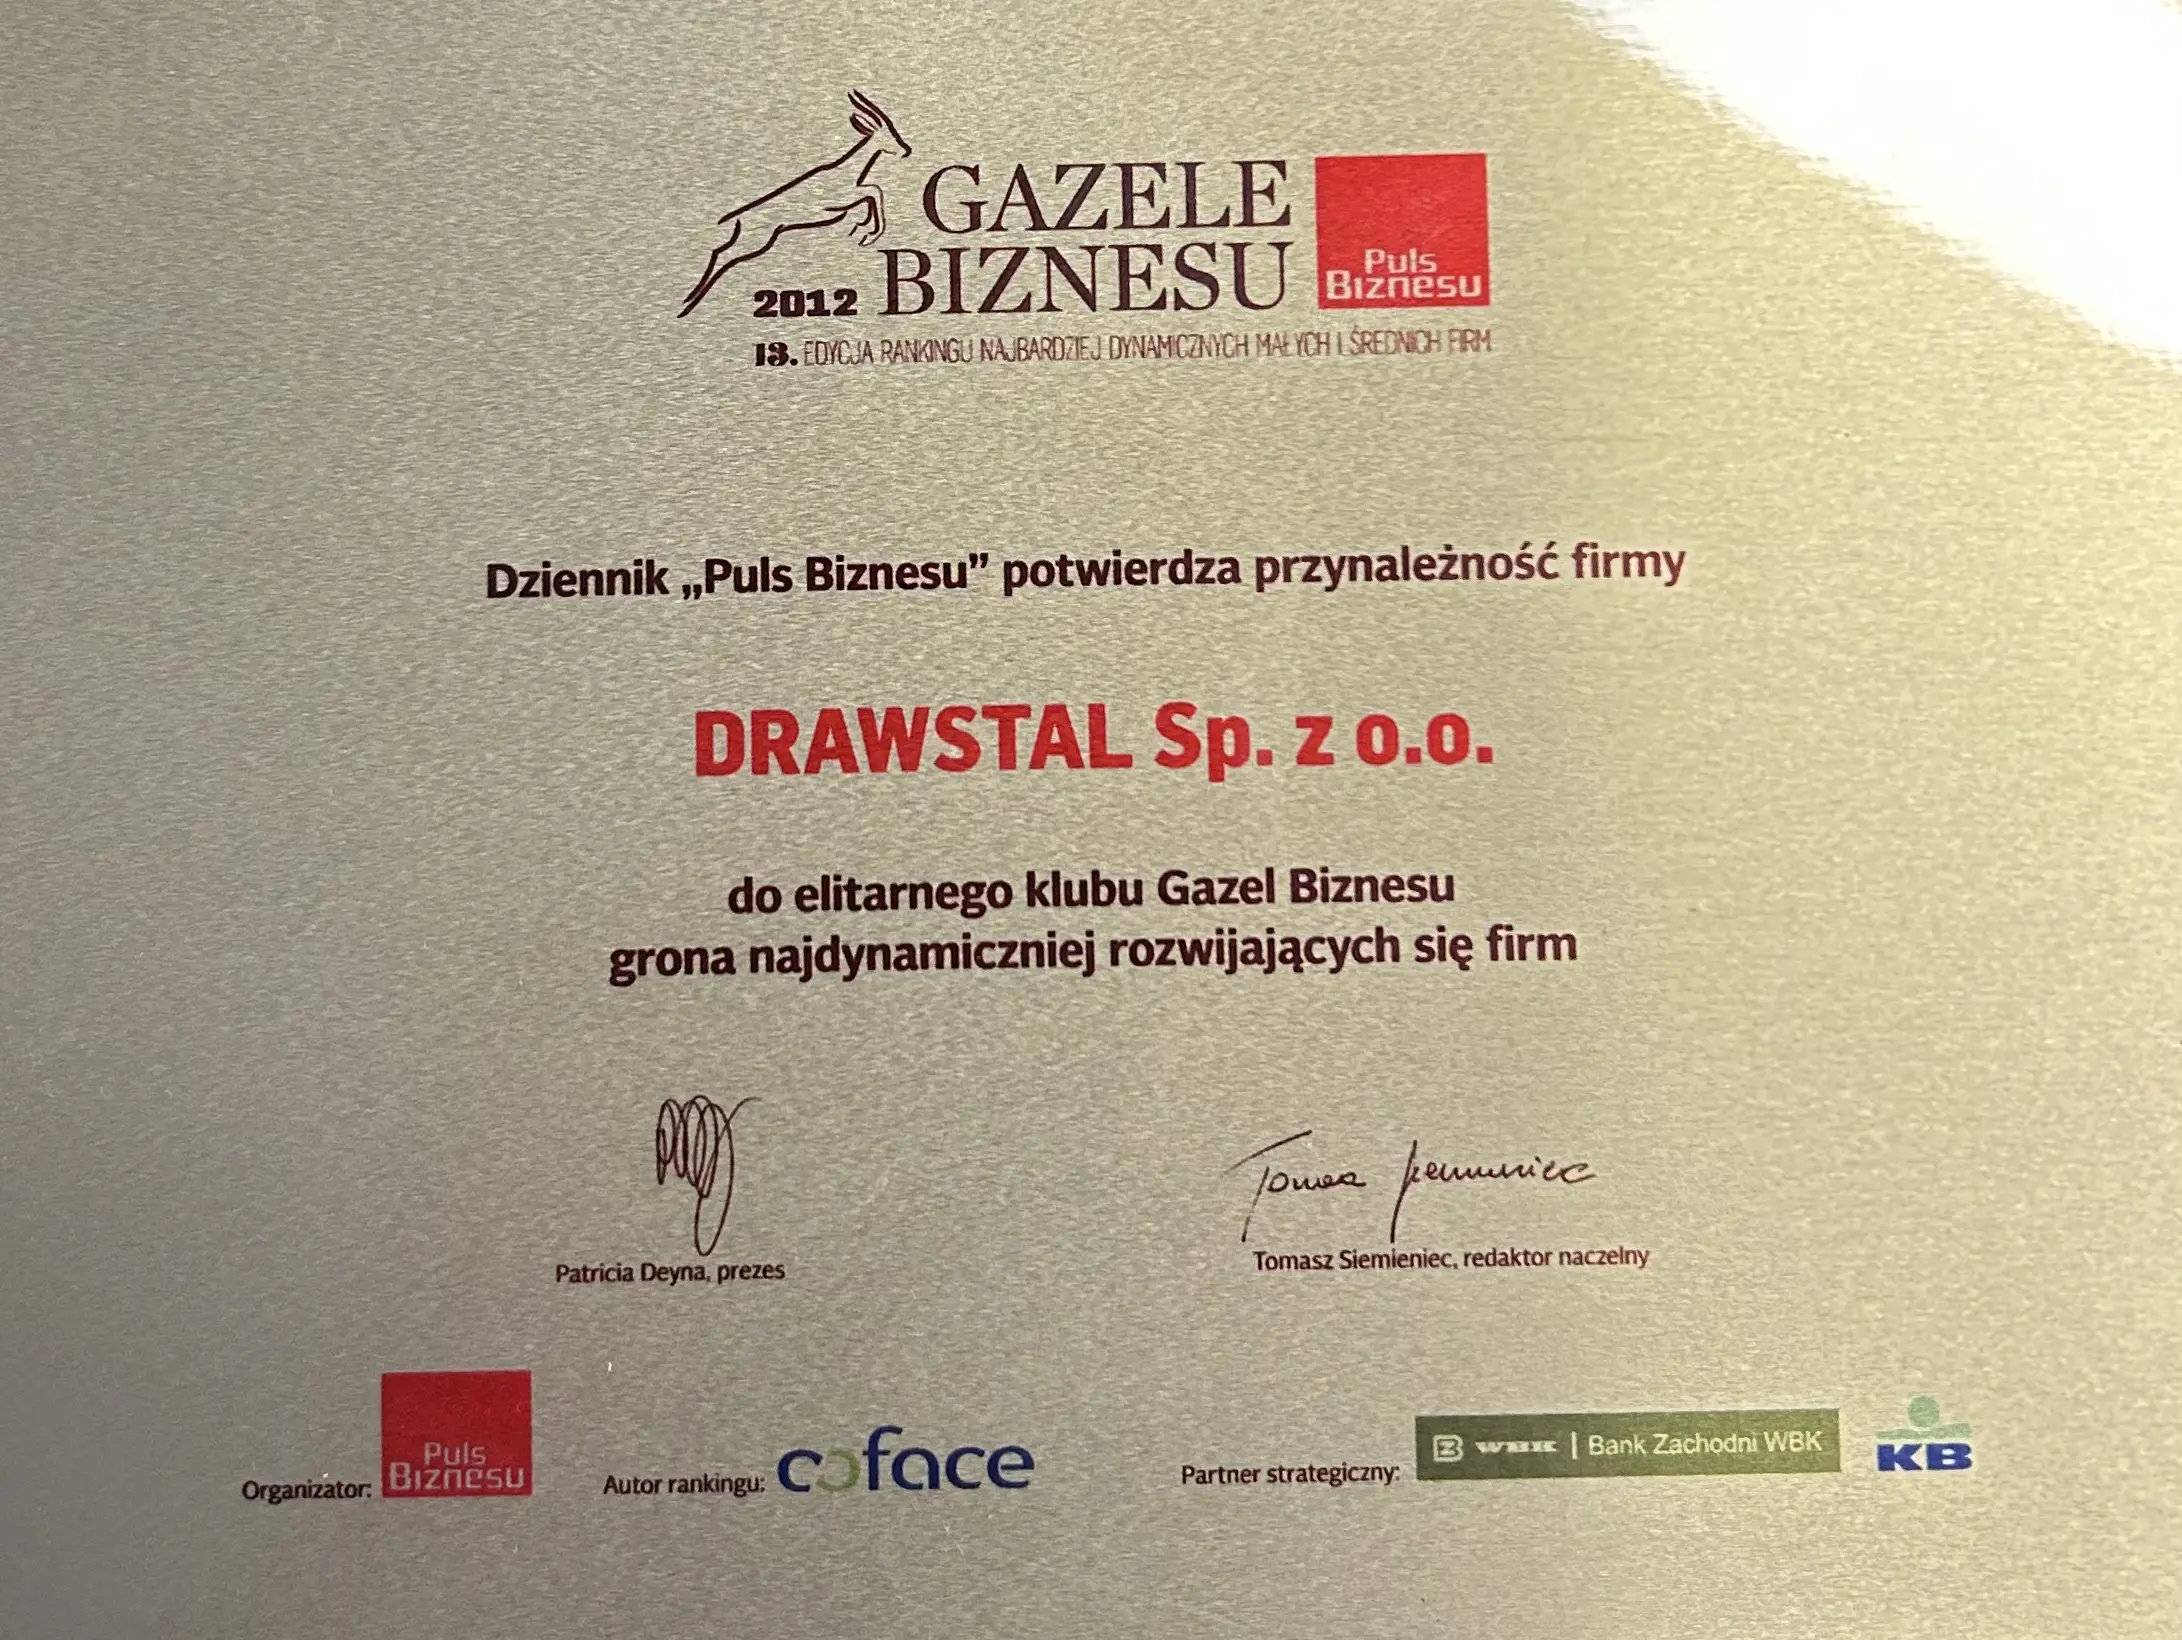 GAZELE
BIZNESU
2012
Puls
Biznesu
13. EDYCJA RANKINGU NAJBARDZIEJ DYNAMICZNYCH MAŁYCH I ŚREDNICH FIRM
Dziennik „Puls Biznesu” potwierdza przynależność firmy
DRAWSTAL Sp. z o.o.
do elitarnego klubu Gazel Biznesu
grona najdynamiczniej rozwijających się firm
Patricia Deyna, prezes
Tomasz Siemieniec, redaktor naczelny
Organizator: Puls Biznesu
Autor rankingu: coface
Partner strategiczny: WBK | Bank Zachodni WBK KB